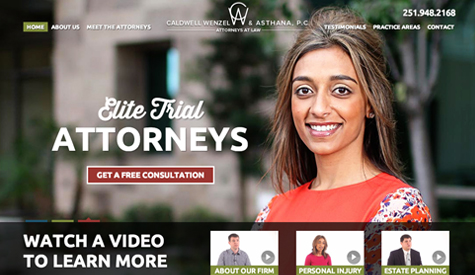 251.948.2168
HOME ABOUT US MEET THE ATTORNEYS
CALDWELL WENZEL & ASTHANA, P.C.
ATTORNEYS AT LAW
TESTIMONIALS PRACTICE AREAS CONTACT
Elite Trial
ATTORNEYS
GET A FREE CONSULTATION
WATCH A VIDEO
TO LEARN MORE
ABOUT OUR FIRM
PERSONAL INJURY
ESTATE PLANNING